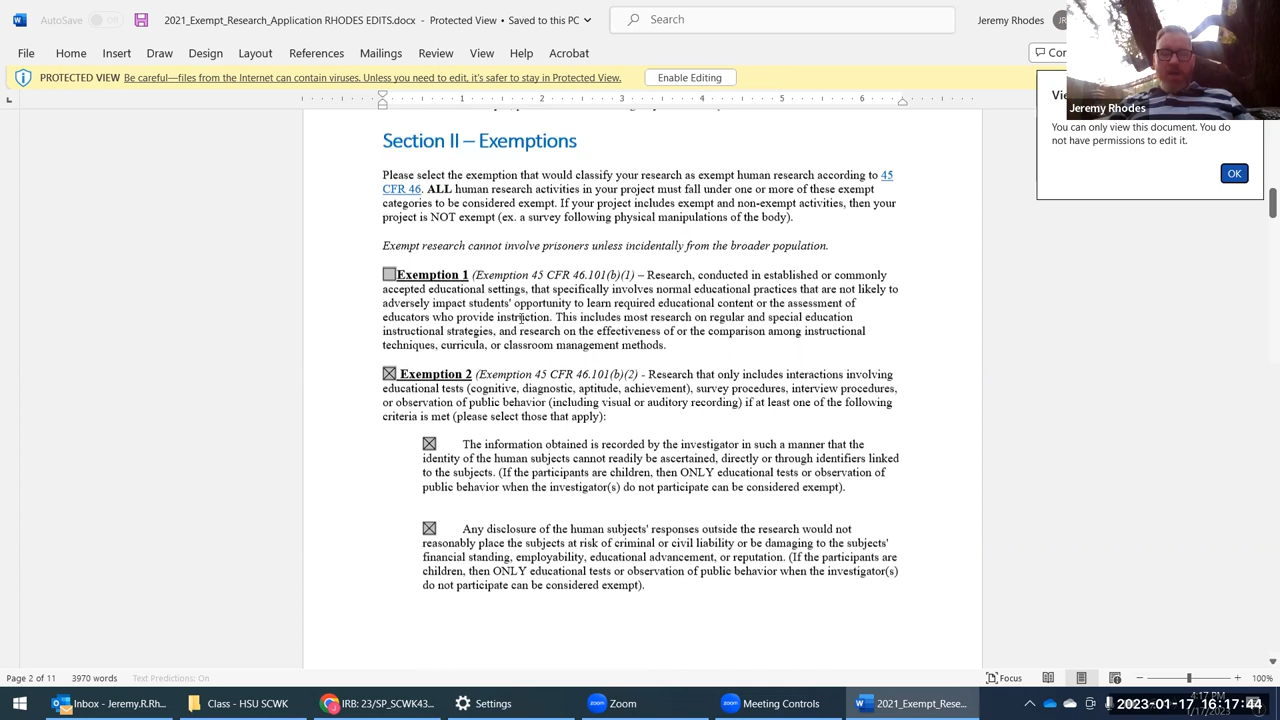 AutoSave Off 2021_Exempt_Research_Application RHODES EDITS.docx - Protected View • Saved to this PC Search Jeremy Rhodes
File Home Insert Draw Design Layout References Mailings Review View Help Acrobat
PROTECTED VIEW Be careful—files from the Internet can contain viruses. Unless you need to edit, it's safer to stay in Protected View. Enable Editing
Jeremy Rhodes
You can only view this document. You do
not have permissions to edit it.
OK
1 2 3 4 5 6
Section II – Exemptions
Please select the exemption that would classify your research as exempt human research according to 45
CFR 46. ALL human research activities in your project must fall under one or more of these exempt
categories to be considered exempt. If your project includes exempt and non-exempt activities, then your
project is NOT exempt (ex. a survey following physical manipulations of the body).
Exempt research cannot involve prisoners unless incidentally from the broader population.
Exemption 1 (Exemption 45 CFR 46.101(b)(1) – Research, conducted in established or commonly
accepted educational settings, that specifically involves normal educational practices that are not likely to
adversely impact students' opportunity to learn required educational content or the assessment of
educators who provide instruction. This includes most research on regular and special education
instructional strategies, and research on the effectiveness of or the comparison among instructional
techniques, curricula, or classroom management methods.
Exemption 2 (Exemption 45 CFR 46.101(b)(2) - Research that only includes interactions involving
educational tests (cognitive, diagnostic, aptitude, achievement), survey procedures, interview procedures,
or observation of public behavior (including visual or auditory recording) if at least one of the following
criteria is met (please select those that apply):
The information obtained is recorded by the investigator in such a manner that the
identity of the human subjects cannot readily be ascertained, directly or through identifiers linked
to the subjects. (If the participants are children, then ONLY educational tests or observation of
public behavior when the investigator(s) do not participate can be considered exempt).
Any disclosure of the human subjects' responses outside the research would not
reasonably place the subjects at risk of criminal or civil liability or be damaging to the subjects'
financial standing, employability, educational advancement, or reputation. (If the participants are
children, then ONLY educational tests or observation of public behavior when the investigator(s)
do not participate can be considered exempt).
Page 2 of 11 3970 words Text Predictions: On Focus 100%
Inbox - Jeremy.R.Rh... Class - HSU SCWK IRB: 23/SP_SCWK43... Settings Zoom Meeting Controls 2021_Exempt_Rese...
4:17 PM
2023-01-17 16:17:44